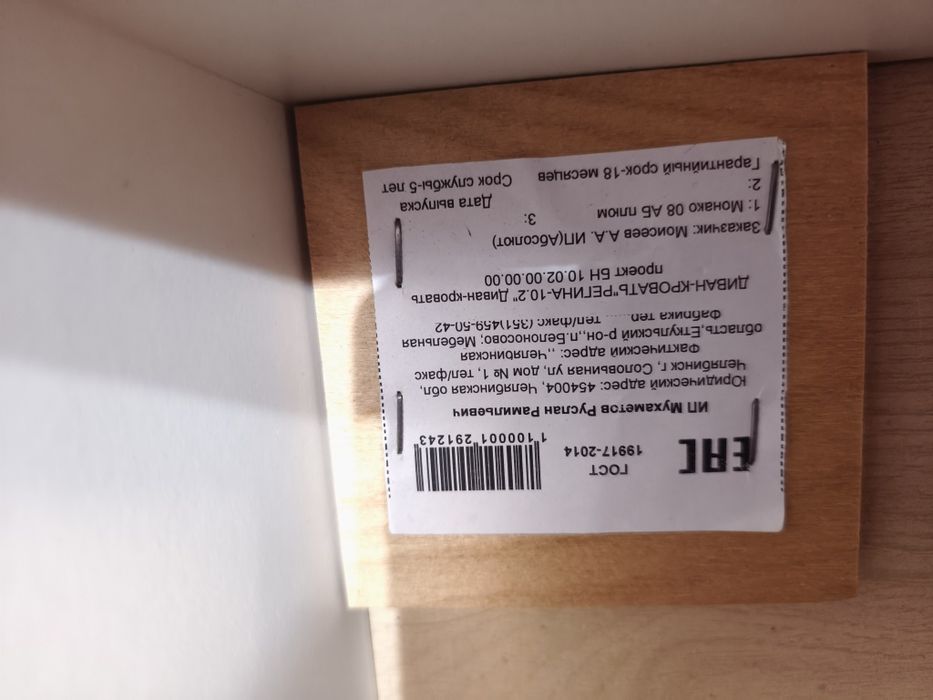 EAC ГОСТ
19917-2014
1 100001 291243
ИП Мухаметов Руслан Рамильевич
Юридический адрес: 454004, Челябинская обл,
Челябинск г, Соловьиная ул, дом № 1, тел/факс
Фактический адрес: ,,Челябинская
область,Еткульский р-он,,п.Белоносово; Мебельная
Фабрика тел....... тел/факс (351)459-50-42
ДИВАН-КРОВАТЬ"РЕГИНА-10.2" Диван-кровать
проект БН 10.02.00.00.00
Заказчик: Моисеев А.А. ИП(Абсолют)
1: Монако 08 АБ плюм 3:
2: Дата выпуска
Гарантийный срок-18 месяцев Срок службы-5 лет